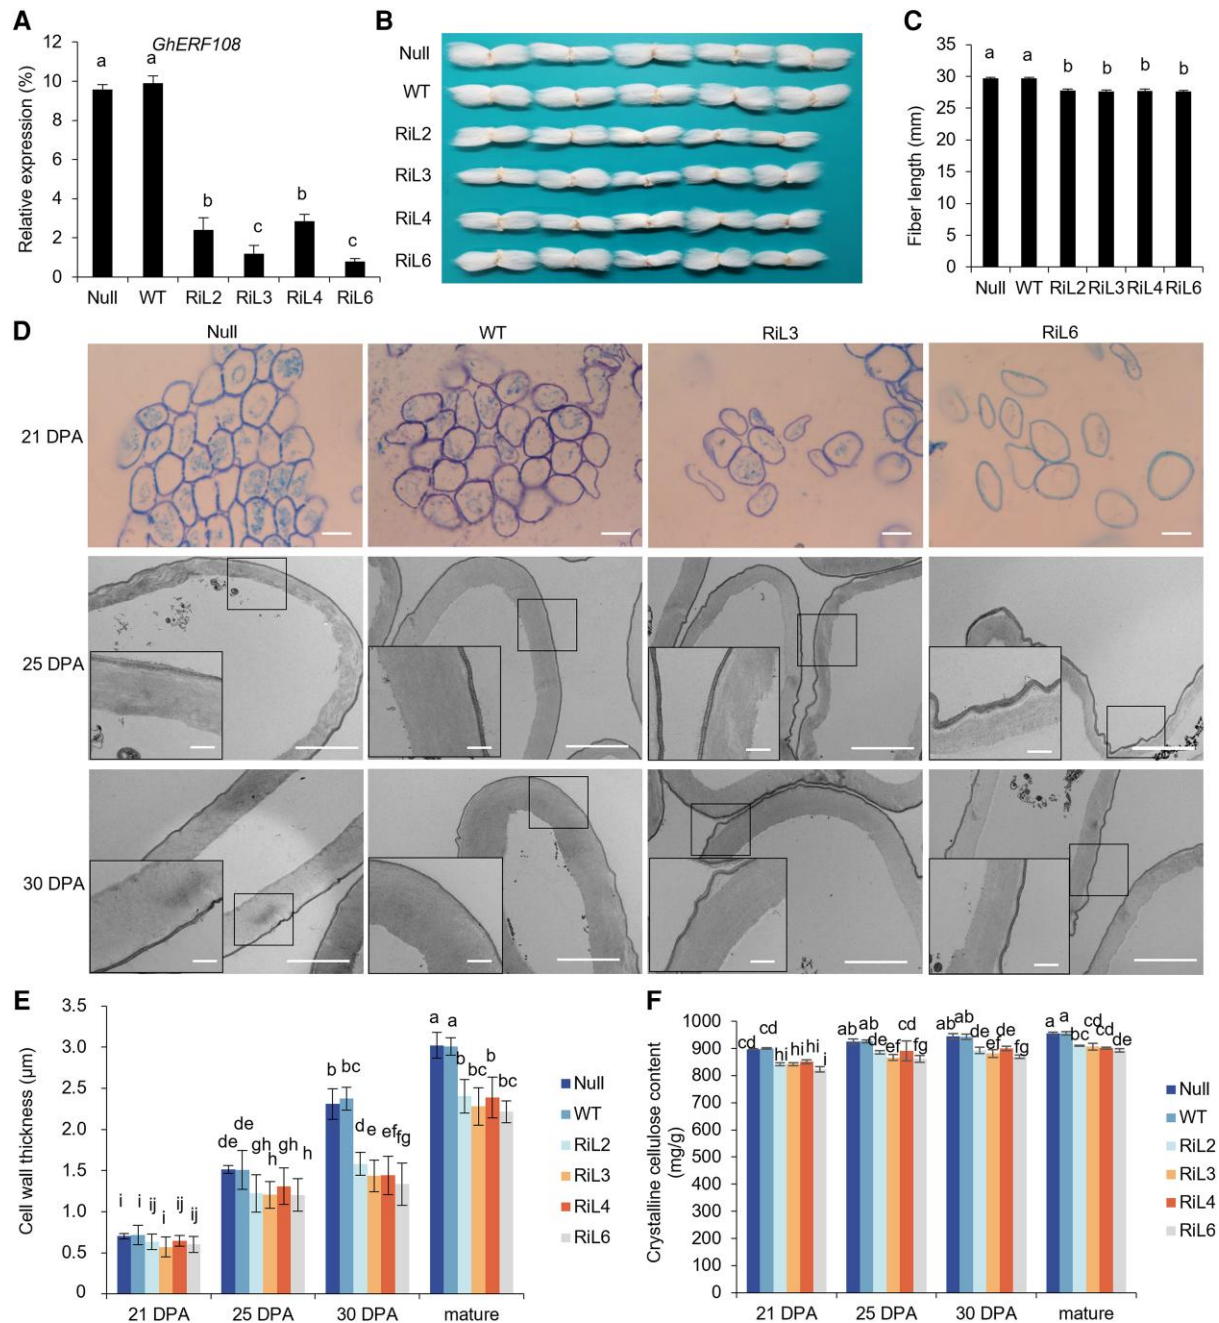 A
GhERF108
Relative expression (%)
12
10
8
6
4
2
0
a
a
b
c
b
c
Null
WT
RiL2
RiL3
RiL4
RiL6
B
Null
WT
RiL2
RiL3
RiL4
RiL6
C
Fiber length (mm)
35
30
25
20
15
10
5
0
a
a
b
b
b
b
Null
WT
RiL2
RiL3
RiL4
RiL6
D
Null
WT
RiL3
RiL6
21 DPA
25 DPA
30 DPA
E
Cell wall thickness (µm)
3.5
3.0
2.5
2.0
1.5
1.0
0.5
0
i
i
ij
i
ij
ij
de
de
gh
h
gh
h
b
bc
d
e
ef
fg
a
a
b
bc
b
bc
21 DPA
25 DPA
30 DPA
mature
Null
WT
RiL2
RiL3
RiL4
RiL6
F
Crystalline cellulose content
(mg/g)
1000
900
800
700
600
500
400
300
200
100
0
cd
cd
hi
hi
hi
j
ab
ab
de
ef
cd
fg
ab
ab
de
ef
de
fg
a
a
bc
cd
cd
de
21 DPA
25 DPA
30 DPA
mature
Null
WT
RiL2
RiL3
RiL4
RiL6